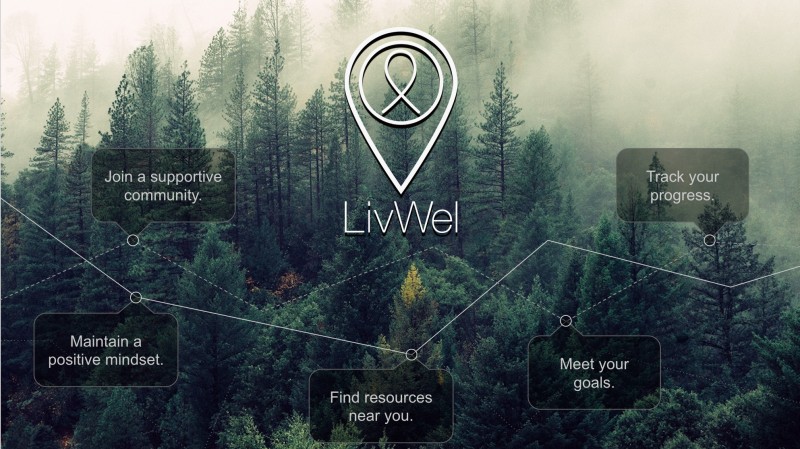 LivWel
Join a supportive
community.
Track your
progress.
Maintain a
positive mindset.
Find resources
near you.
Meet your
goals.